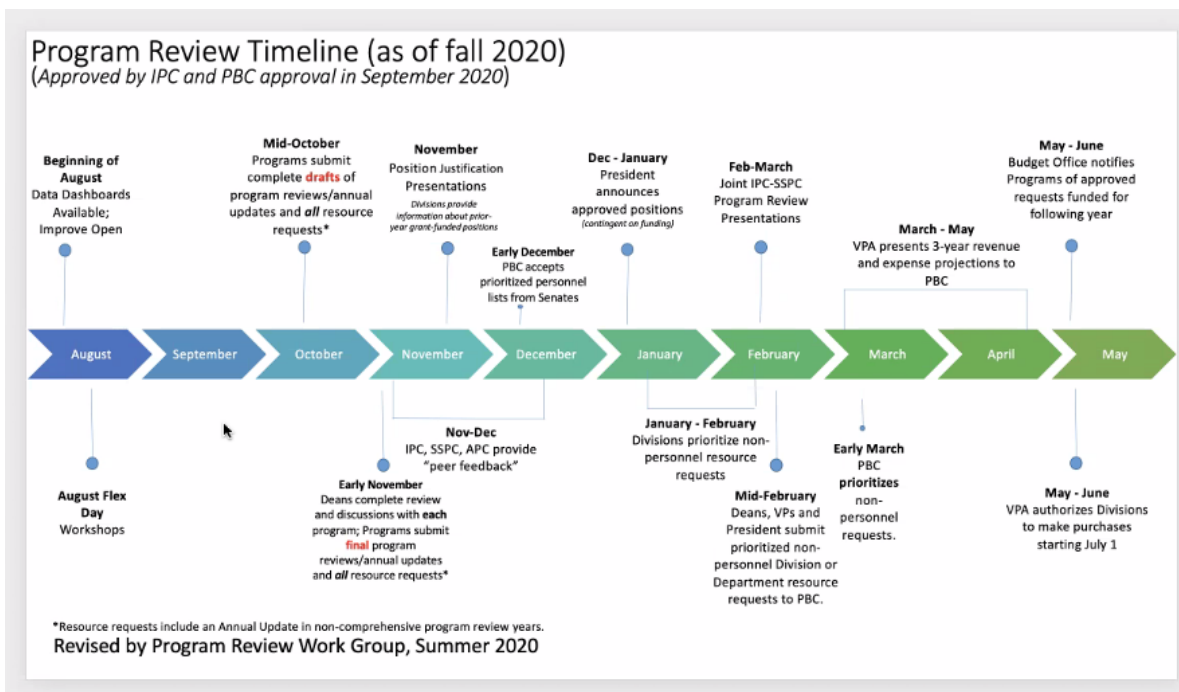 Program Review Timeline (as of fall 2020)
(Approved by IPC and PBC approval in September 2020)
Beginning of
August
Data Dashboards
Available;
Improve Open
Mid-October
Programs submit
complete drafts of
program reviews/annual
updates and all resource
requests*
November
Position Justification
Presentations
Divisions provide
information about prior-
year grant-funded positions
Early December
PBC accepts
prioritized personnel
lists from Senates
Dec - January
President
announces
approved positions
(contingent on funding)
Feb-March
Joint IPC-SSPC
Program Review
Presentations
March - May
VPA presents 3-year revenue
and expense projections to
PBC
May - June
Budget Office notifies
Programs of approved
requests funded for
following year
August
September
October
November
December
January
February
March
April
May
August Flex
Day
Workshops
Early November
Deans complete review
and discussions with each
program; Programs submit
final program
reviews/annual updates
and all resource requests*
Nov-Dec
IPC, SSPC, APC provide
“peer feedback”
January - February
Divisions prioritize non-
personnel resource
requests
Mid-February
Deans, VPs and
President submit
prioritized non-
personnel Division or
Department resource
requests to PBC.
Early March
PBC
prioritizes
non-
personnel
requests.
May - June
VPA authorizes Divisions
to make purchases
starting July 1
*Resource requests include an Annual Update in non-comprehensive program review years.
Revised by Program Review Work Group, Summer 2020